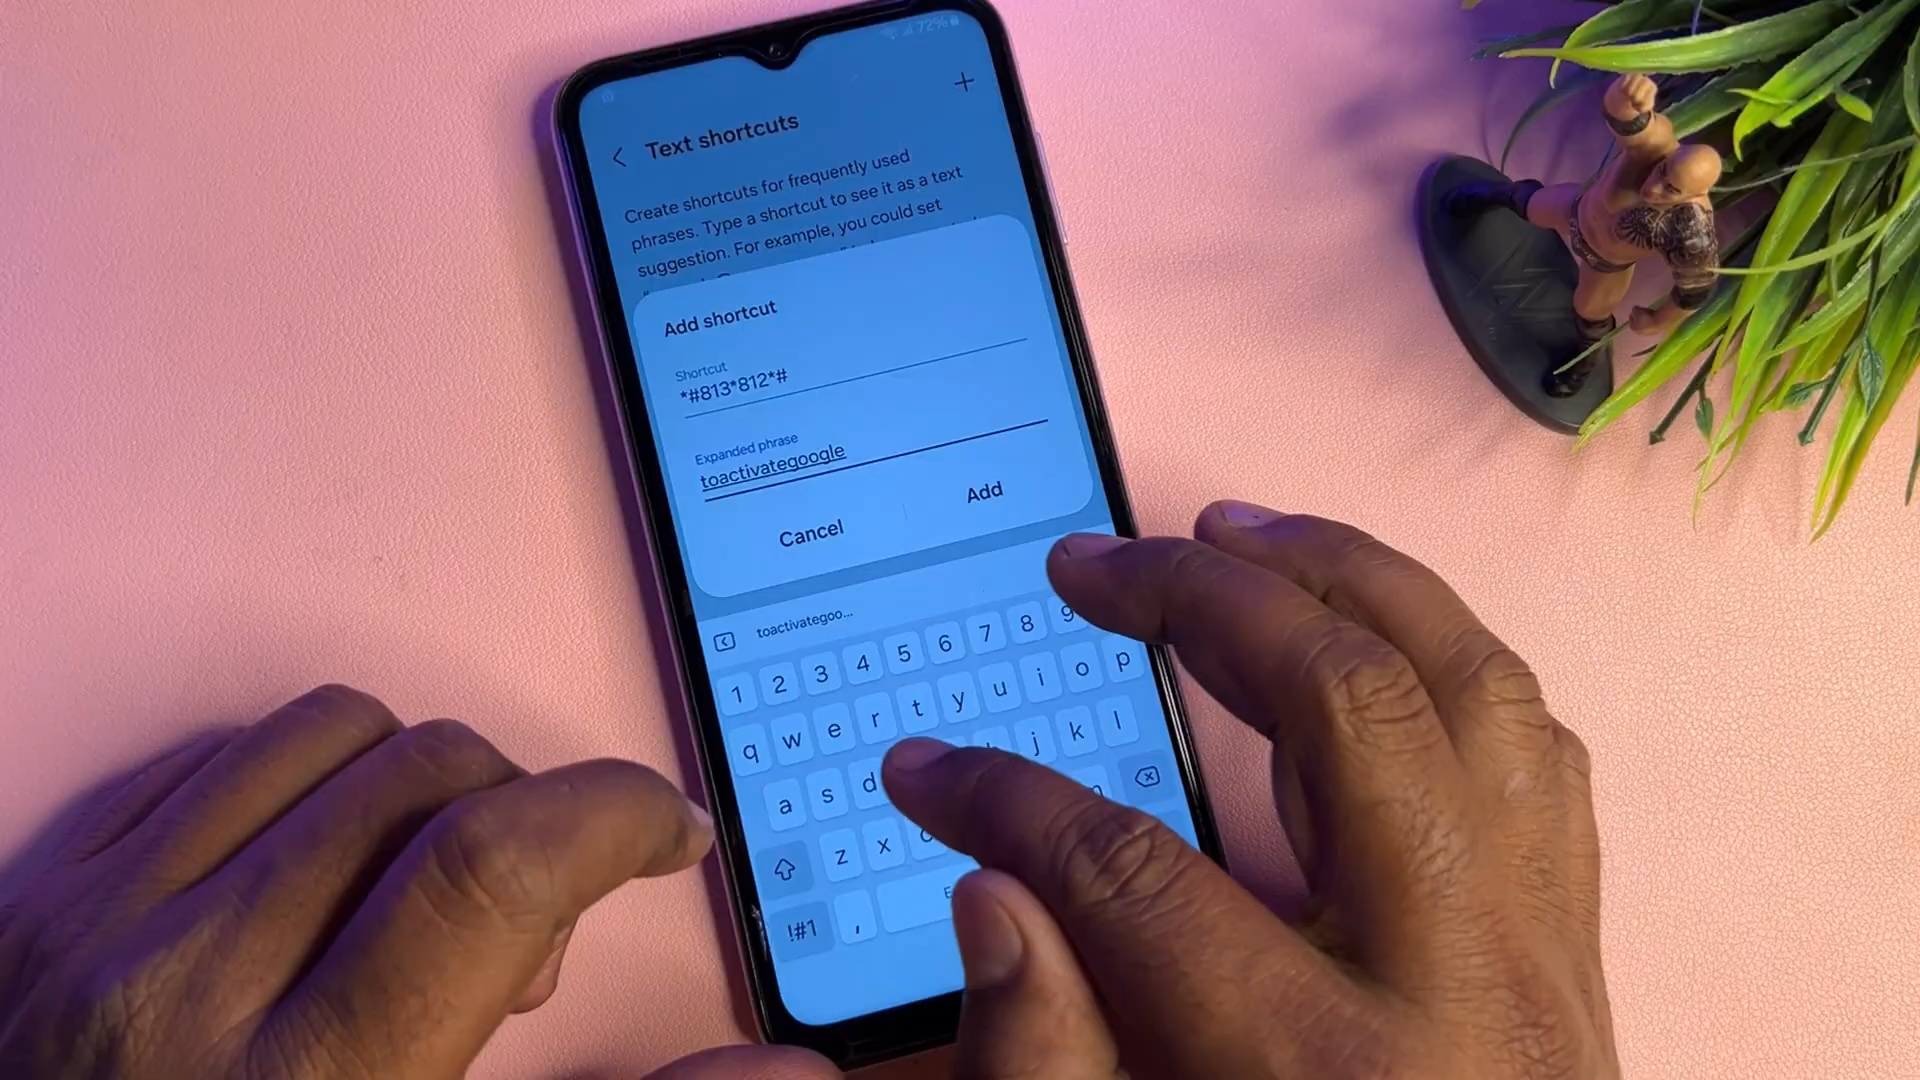 72%
Text shortcuts
Create shortcuts for frequently used
phrases. Type a shortcut to see it as a text
suggestion. For example, you could set
Add shortcut
Shortcut
*#813*812*#
Expanded phrase
toactivategoogle
Cancel
Add
toactivategoo...
1 2 3 4 5 6 7 8 9
q w e r t y u i o p
a s d j k l
z x c
!#1 ,